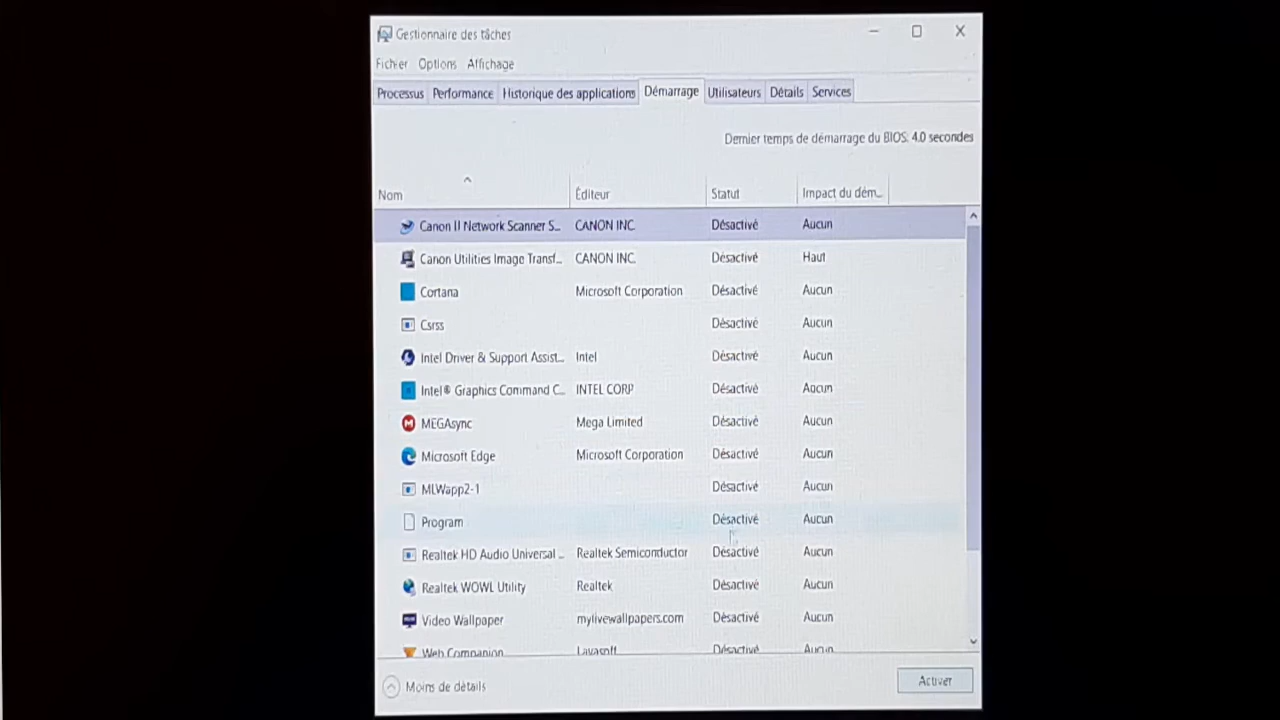 Gestionnaire des tâches
Fichier Options Affichage
Processus Performance Historique des applications Démarrage Utilisateurs Détails Services
Dernier temps de démarrage du BIOS: 4.0 secondes
Nom Éditeur Statut Impact du dém...
Canon IJ Network Scanner S... CANON INC. Désactivé Aucun
Canon Utilities Image Transf... CANON INC. Désactivé Haut
Cortana Microsoft Corporation Désactivé Aucun
Csrss Désactivé Aucun
Intel Driver & Support Assist... Intel Désactivé Aucun
Intel® Graphics Command C... INTEL CORP Désactivé Aucun
MEGAsync Mega Limited Désactivé Aucun
Microsoft Edge Microsoft Corporation Désactivé Aucun
MLWapp2-1 Désactivé Aucun
Program Désactivé Aucun
Realtek HD Audio Universal ... Realtek Semiconductor Désactivé Aucun
Realtek WOWL Utility Realtek Désactivé Aucun
Video Wallpaper mylivewallpapers.com Désactivé Aucun
Web Companion Lavasoft Désactivé Aucun
Moins de détails Activer